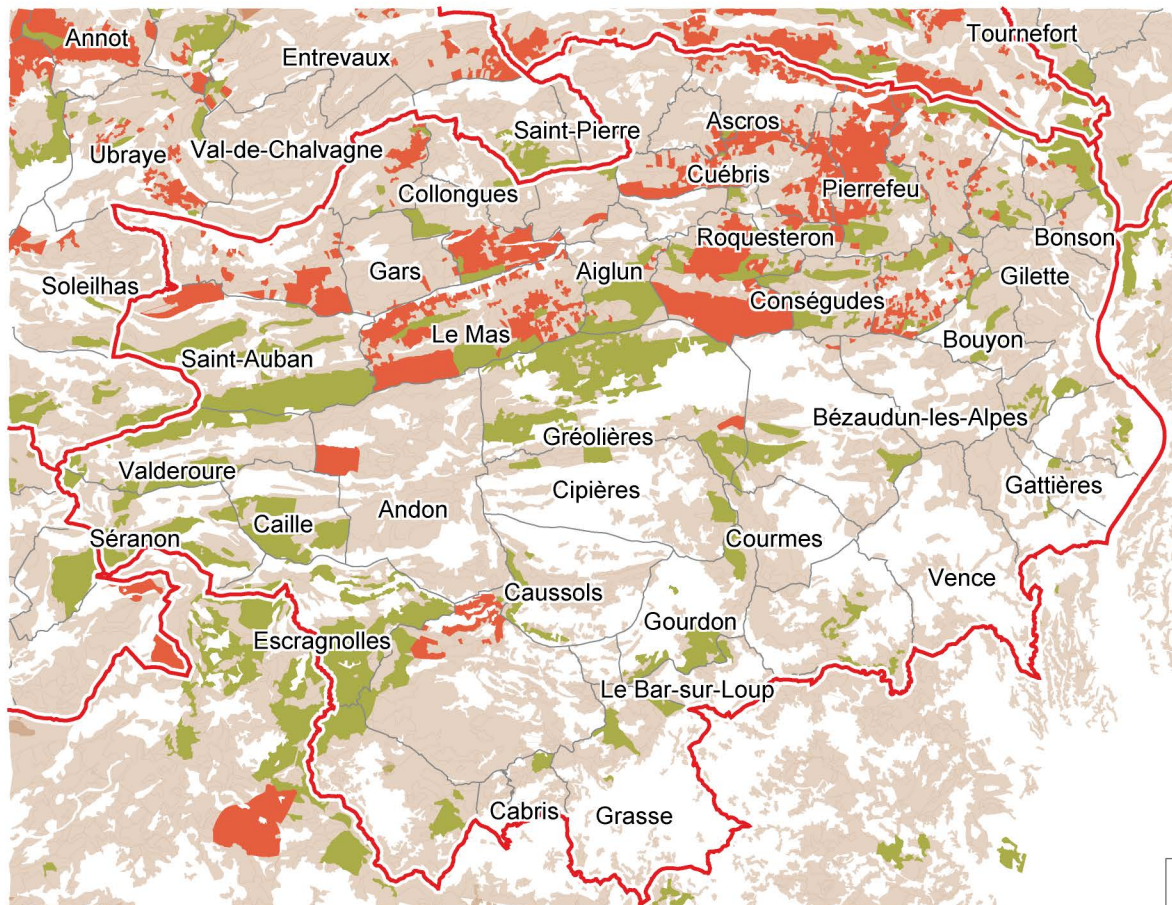 Annot
Tournefort
Entrevaux
Saint-Pierre
Ascros
Ubraye
Val-de-Chalvagne
Collongues
Cuébris
Pierrefeu
Roquesteron
Bonson
Soleilhas
Gars
Aiglun
Gilette
Conségudes
Le Mas
Bouyon
Saint-Auban
Bézaudun-les-Alpes
Gréolières
Valderoure
Cipières
Gattières
Andon
Caille
Séranon
Courmes
Vence
Caussols
Gourdon
Escragnolles
Le Bar-sur-Loup
Cabris
Grasse